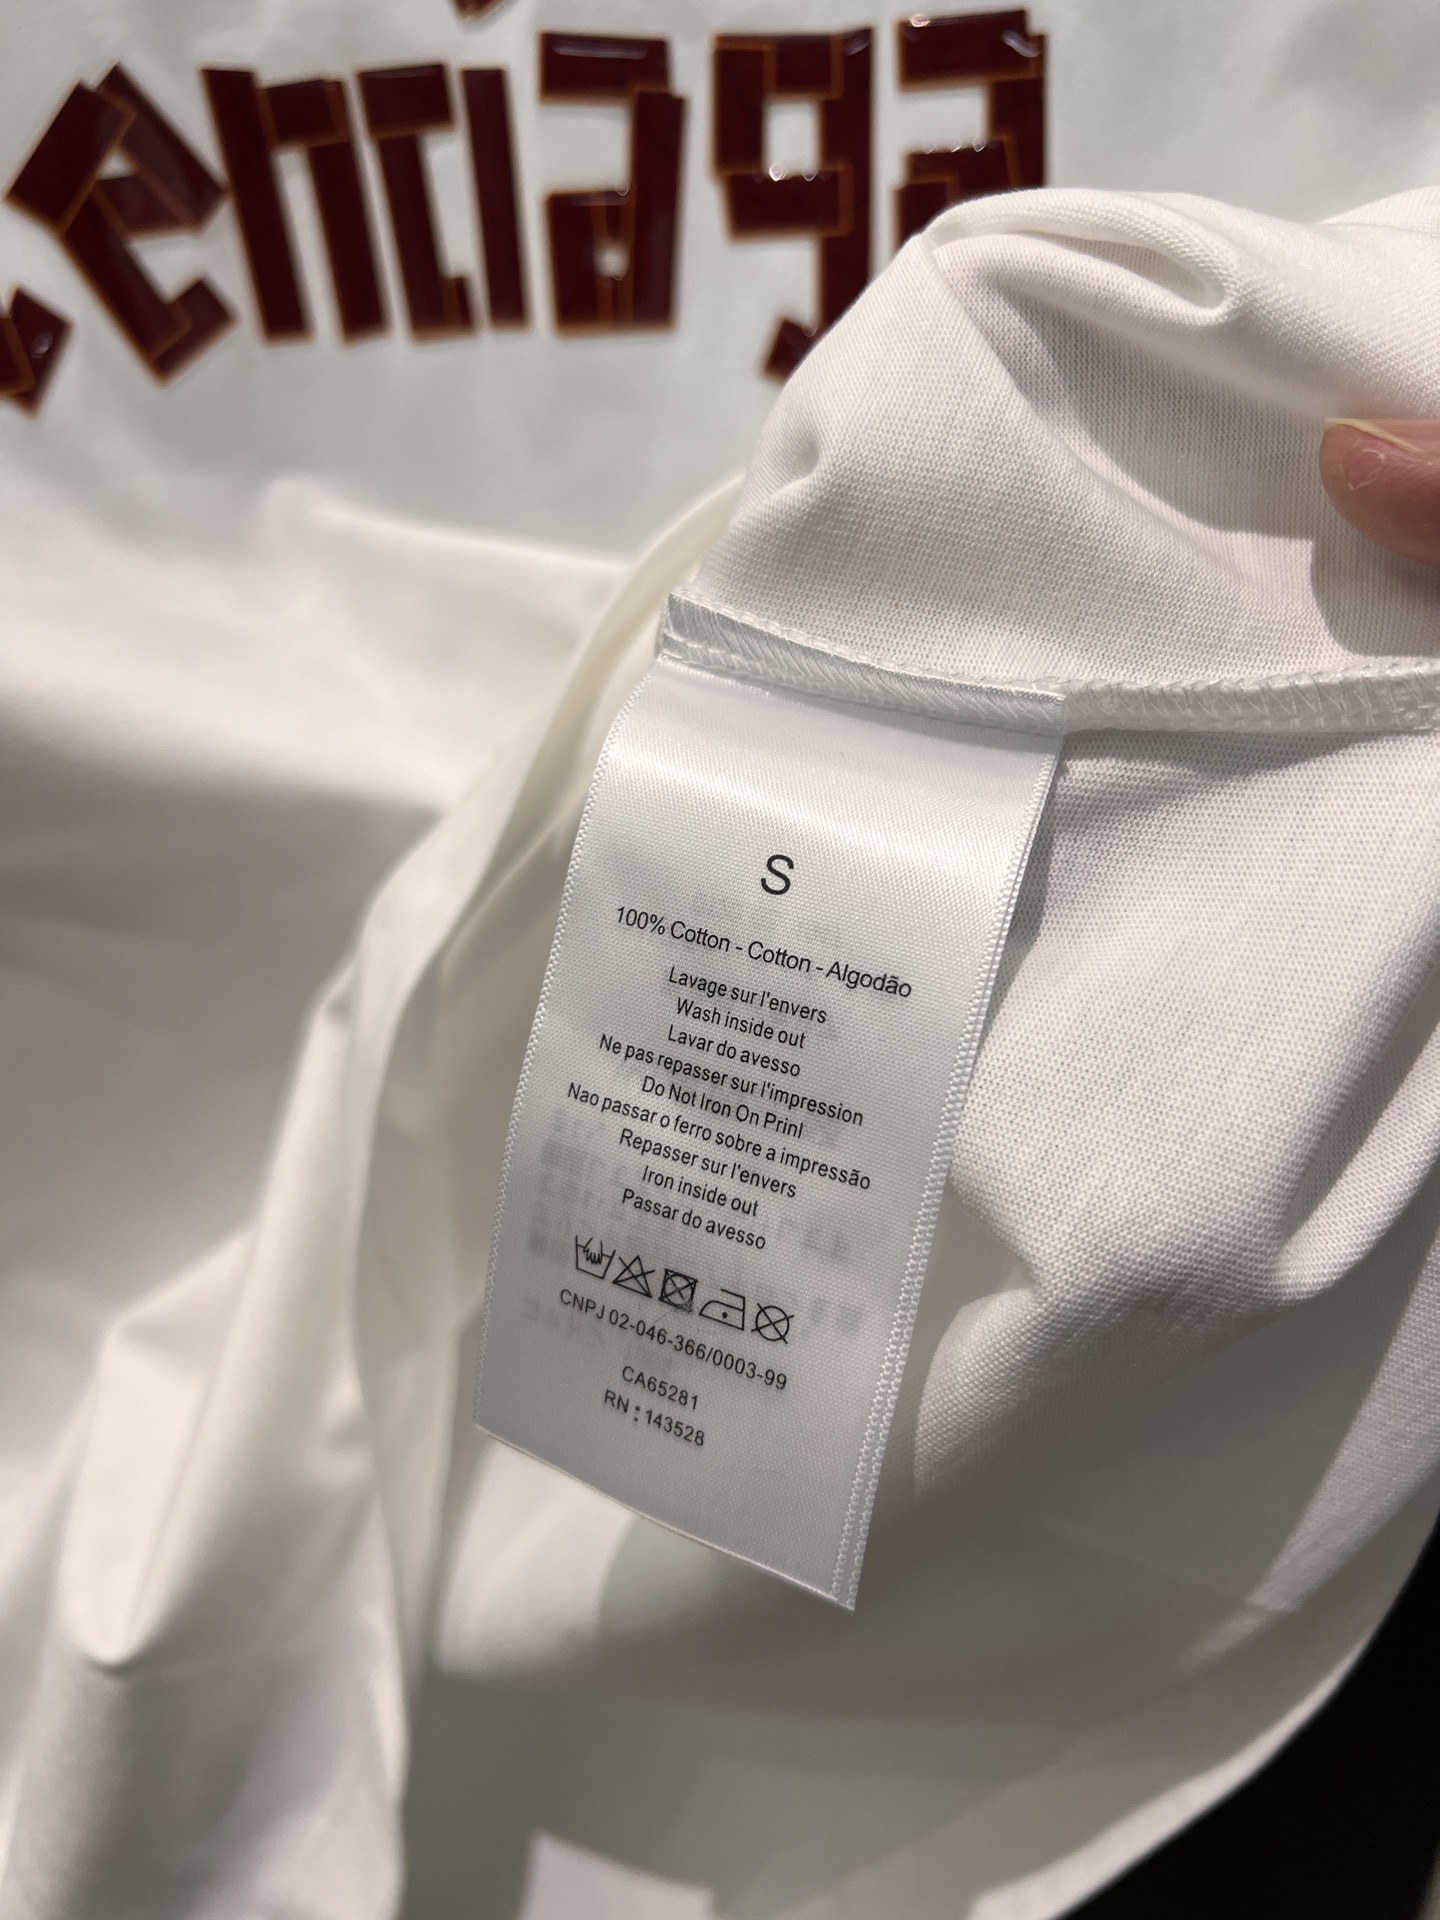 enciaga
S
100% Cotton - Cotton - Algodão
Lavage sur l'envers
Wash inside out
Lavar do avesso
Ne pas repasser sur l'impression
Do Not Iron On Prinl
Nao passar o ferro sobre a impressão
Repasser sur l'envers
Iron inside out
Passar do avesso
CNPJ 02-046-366/0003-99
CA65281
RN : 143528